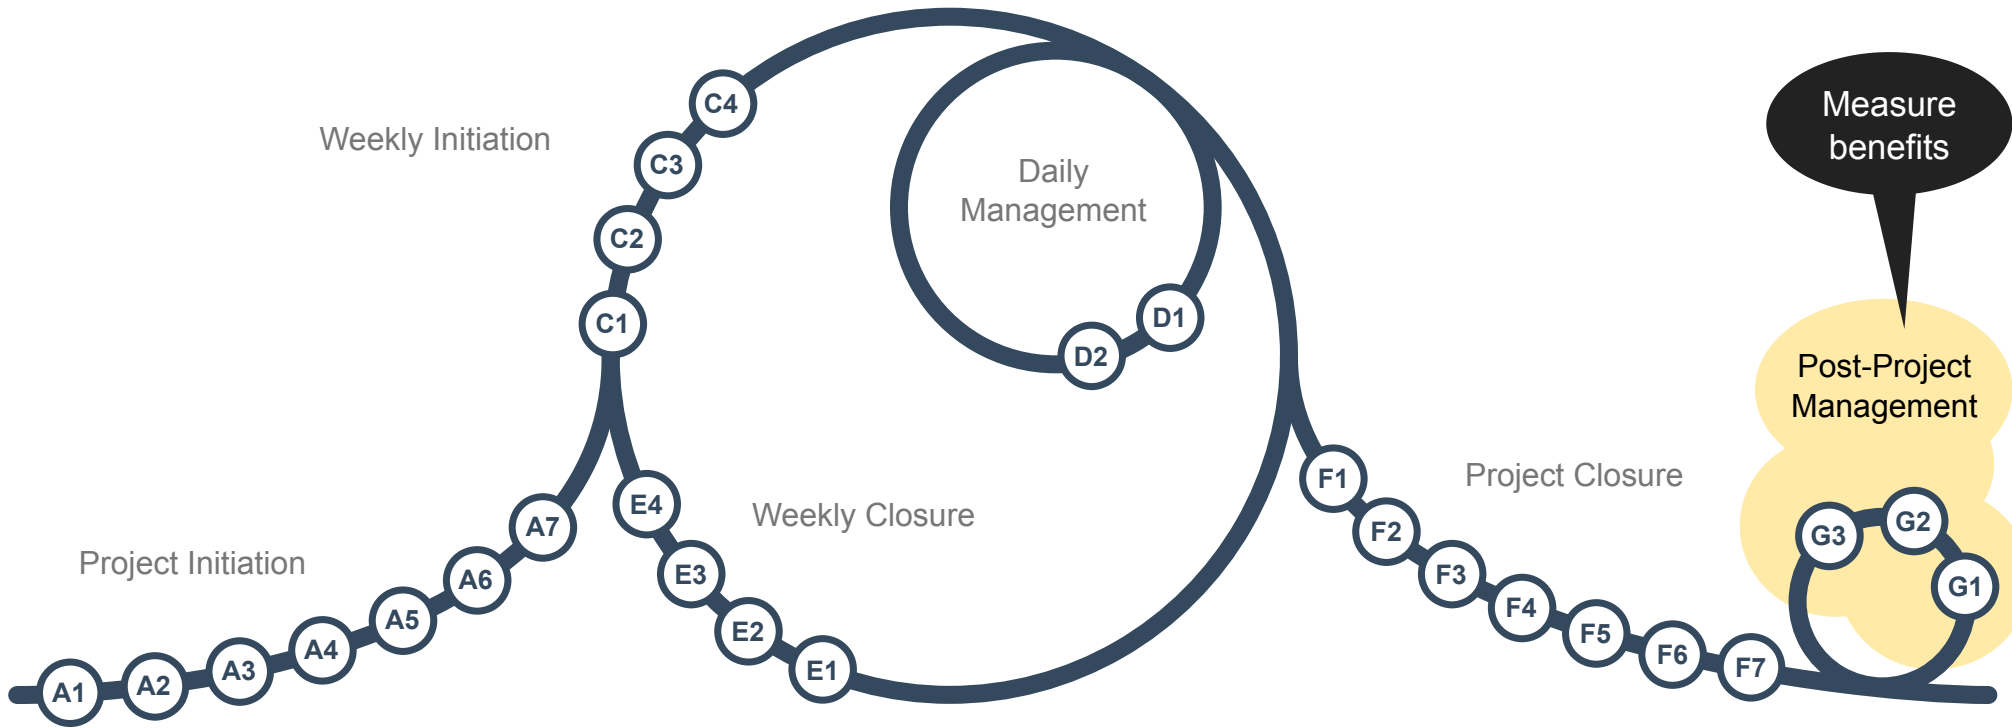 Measure
benefits
C4
Weekly Initiation
C3
Daily
Management
C2
C1
D1
D2
Post-Project
Management
Project Closure
F1
E4
Weekly Closure
A7
F2
G3
G2
Project Initiation
A6
E3
F3
G1
A5
E2
F4
F5
A4
A3
E1
F6
F7
A2
A1